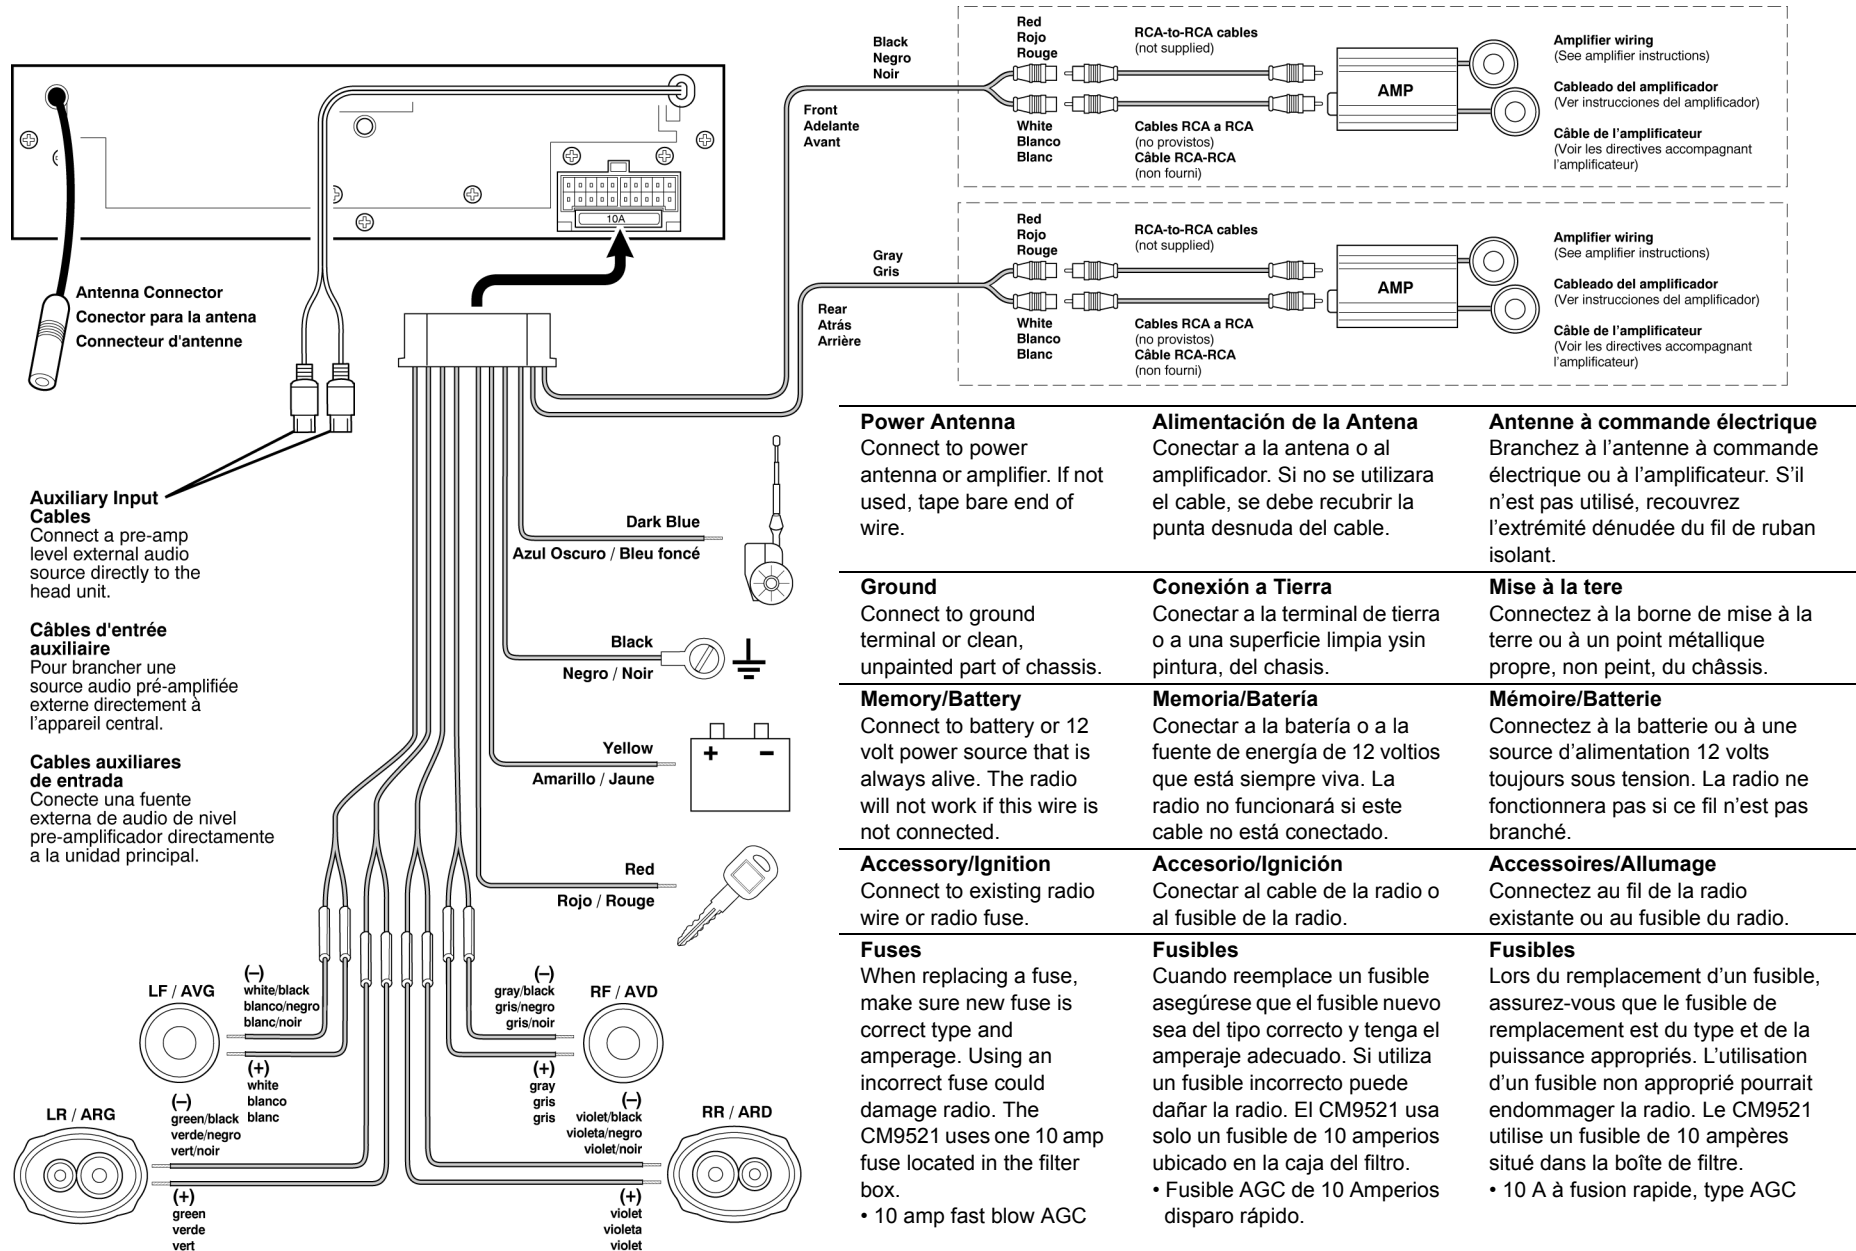 Black
Negro
Noir
Front
Adelante
Avant
Red
Rojo
Rouge
RCA-to-RCA cables
(not supplied)
White
Blanco
Blanc
Cables RCA a RCA
(no provistos)
Câble RCA-RCA
(non fourni)
AMP
Amplifier wiring
(See amplifier instructions)
Cableado del amplificador
(Ver instrucciones del amplificador)
Câble de l'amplificateur
(Voir les directives accompagnant
l'amplificateur)
10A
Gray
Gris
Rear
Atrás
Arrière
Red
Rojo
Rouge
RCA-to-RCA cables
(not supplied)
White
Blanco
Blanc
Cables RCA a RCA
(no provistos)
Câble RCA-RCA
(non fourni)
AMP
Amplifier wiring
(See amplifier instructions)
Cableado del amplificador
(Ver instrucciones del amplificador)
Câble de l'amplificateur
(Voir les directives accompagnant
l'amplificateur)
Antenna Connector
Conector para la antena
Connecteur d'antenne
Auxiliary Input
Cables
Connect a pre-amp
level external audio
source directly to the
head unit.
Câbles d'entrée
auxiliaire
Pour brancher une
source audio pré-amplifiée
externe directement à
l'appareil central.
Cables auxiliares
de entrada
Conecte una fuente
externa de audio de nivel
pre-amplificador directamente
a la unidad principal.
Dark Blue
Azul Oscuro / Bleu foncé
Black
Negro / Noir
Yellow
Amarillo / Jaune
+ –
Red
Rojo / Rouge
LF / AVG
(–)
white/black
blanco/negro
blanc/noir
(+)
white
blanco
blanc
(–)
gray/black
gris/negro
gris/noir
RF / AVD
(+)
gray
gris
gris
LR / ARG
(–)
green/black
verde/negro
vert/noir
(+)
green
verde
vert
(–)
violet/black
violeta/negro
violet/noir
RR / ARD
(+)
violet
violeta
violet
Power Antenna
Connect to power
antenna or amplifier. If not
used, tape bare end of
wire.
Alimentación de la Antena
Conectar a la antena o al
amplificador. Si no se utilizara
el cable, se debe recubrir la
punta desnuda del cable.
Antenne à commande électrique
Branchez à l'antenne à commande
électrique ou à l'amplificateur. S'il
n'est pas utilisé, recouvrez
l'extrémité dénudée du fil de ruban
isolant.
Ground
Connect to ground
terminal or clean,
unpainted part of chassis.
Conexión a Tierra
Conectar a la terminal de tierra
o a una superficie limpia ysin
pintura, del chasis.
Mise à la tere
Connectez à la borne de mise à la
terre ou à un point métallique
propre, non peint, du châssis.
Memory/Battery
Connect to battery or 12
volt power source that is
always alive. The radio
will not work if this wire is
not connected.
Memoria/Batería
Conectar a la batería o a la
fuente de energía de 12 voltios
que está siempre viva. La
radio no funcionará si este
cable no está conectado.
Mémoire/Batterie
Connectez à la batterie ou à une
source d'alimentation 12 volts
toujours sous tension. La radio ne
fonctionnera pas si ce fil n'est pas
branché.
Accessory/Ignition
Connect to existing radio
wire or radio fuse.
Accesorio/Ignición
Conectar al cable de la radio o
al fusible de la radio.
Accessoires/Allumage
Connectez au fil de la radio
existante ou au fusible du radio.
Fuses
When replacing a fuse,
make sure new fuse is
correct type and
amperage. Using an
incorrect fuse could
damage radio. The
CM9521 uses one 10 amp
fuse located in the filter
box.
• 10 amp fast blow AGC
Fusibles
Cuando reemplace un fusible
asegúrese que el fusible nuevo
sea del tipo correcto y tenga el
amperaje adecuado. Si utiliza
un fusible incorrecto puede
dañar la radio. El CM9521 usa
solo un fusible de 10 amperios
ubicado en la caja del filtro.
• Fusible AGC de 10 Amperios
disparo rápido.
Fusibles
Lors du remplacement d'un fusible,
assurez-vous que le fusible de
remplacement est du type et de la
puissance appropriés. L'utilisation
d'un fusible non approprié pourrait
endommager la radio. Le CM9521
utilise un fusible de 10 ampères
situé dans la boîte de filtre.
• 10 A à fusion rapide, type AGC